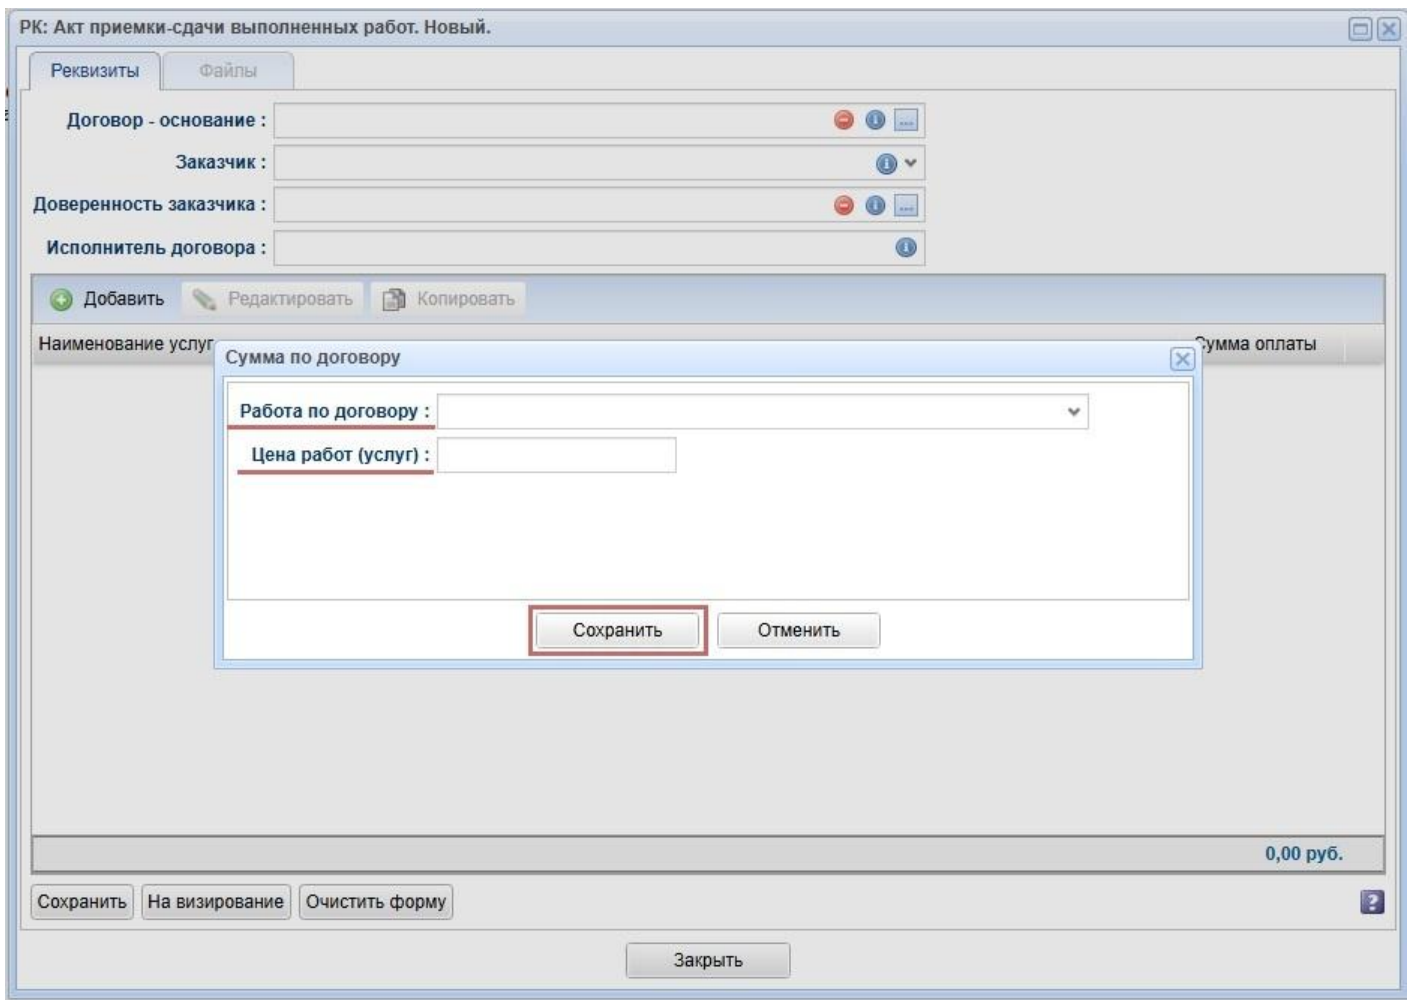 РК: Акт приемки-сдачи выполненных работ. Новый.
Реквизиты Файлы
Договор - основание :
Заказчик :
Доверенность заказчика :
Исполнитель договора :
Добавить Редактировать Копировать
Наименование услуг Сумма оплаты
Сумма по договору
Работа по договору :
Цена работ (услуг) :
Сохранить Отменить
0,00 руб.
Сохранить На визирование Очистить форму
Закрыть